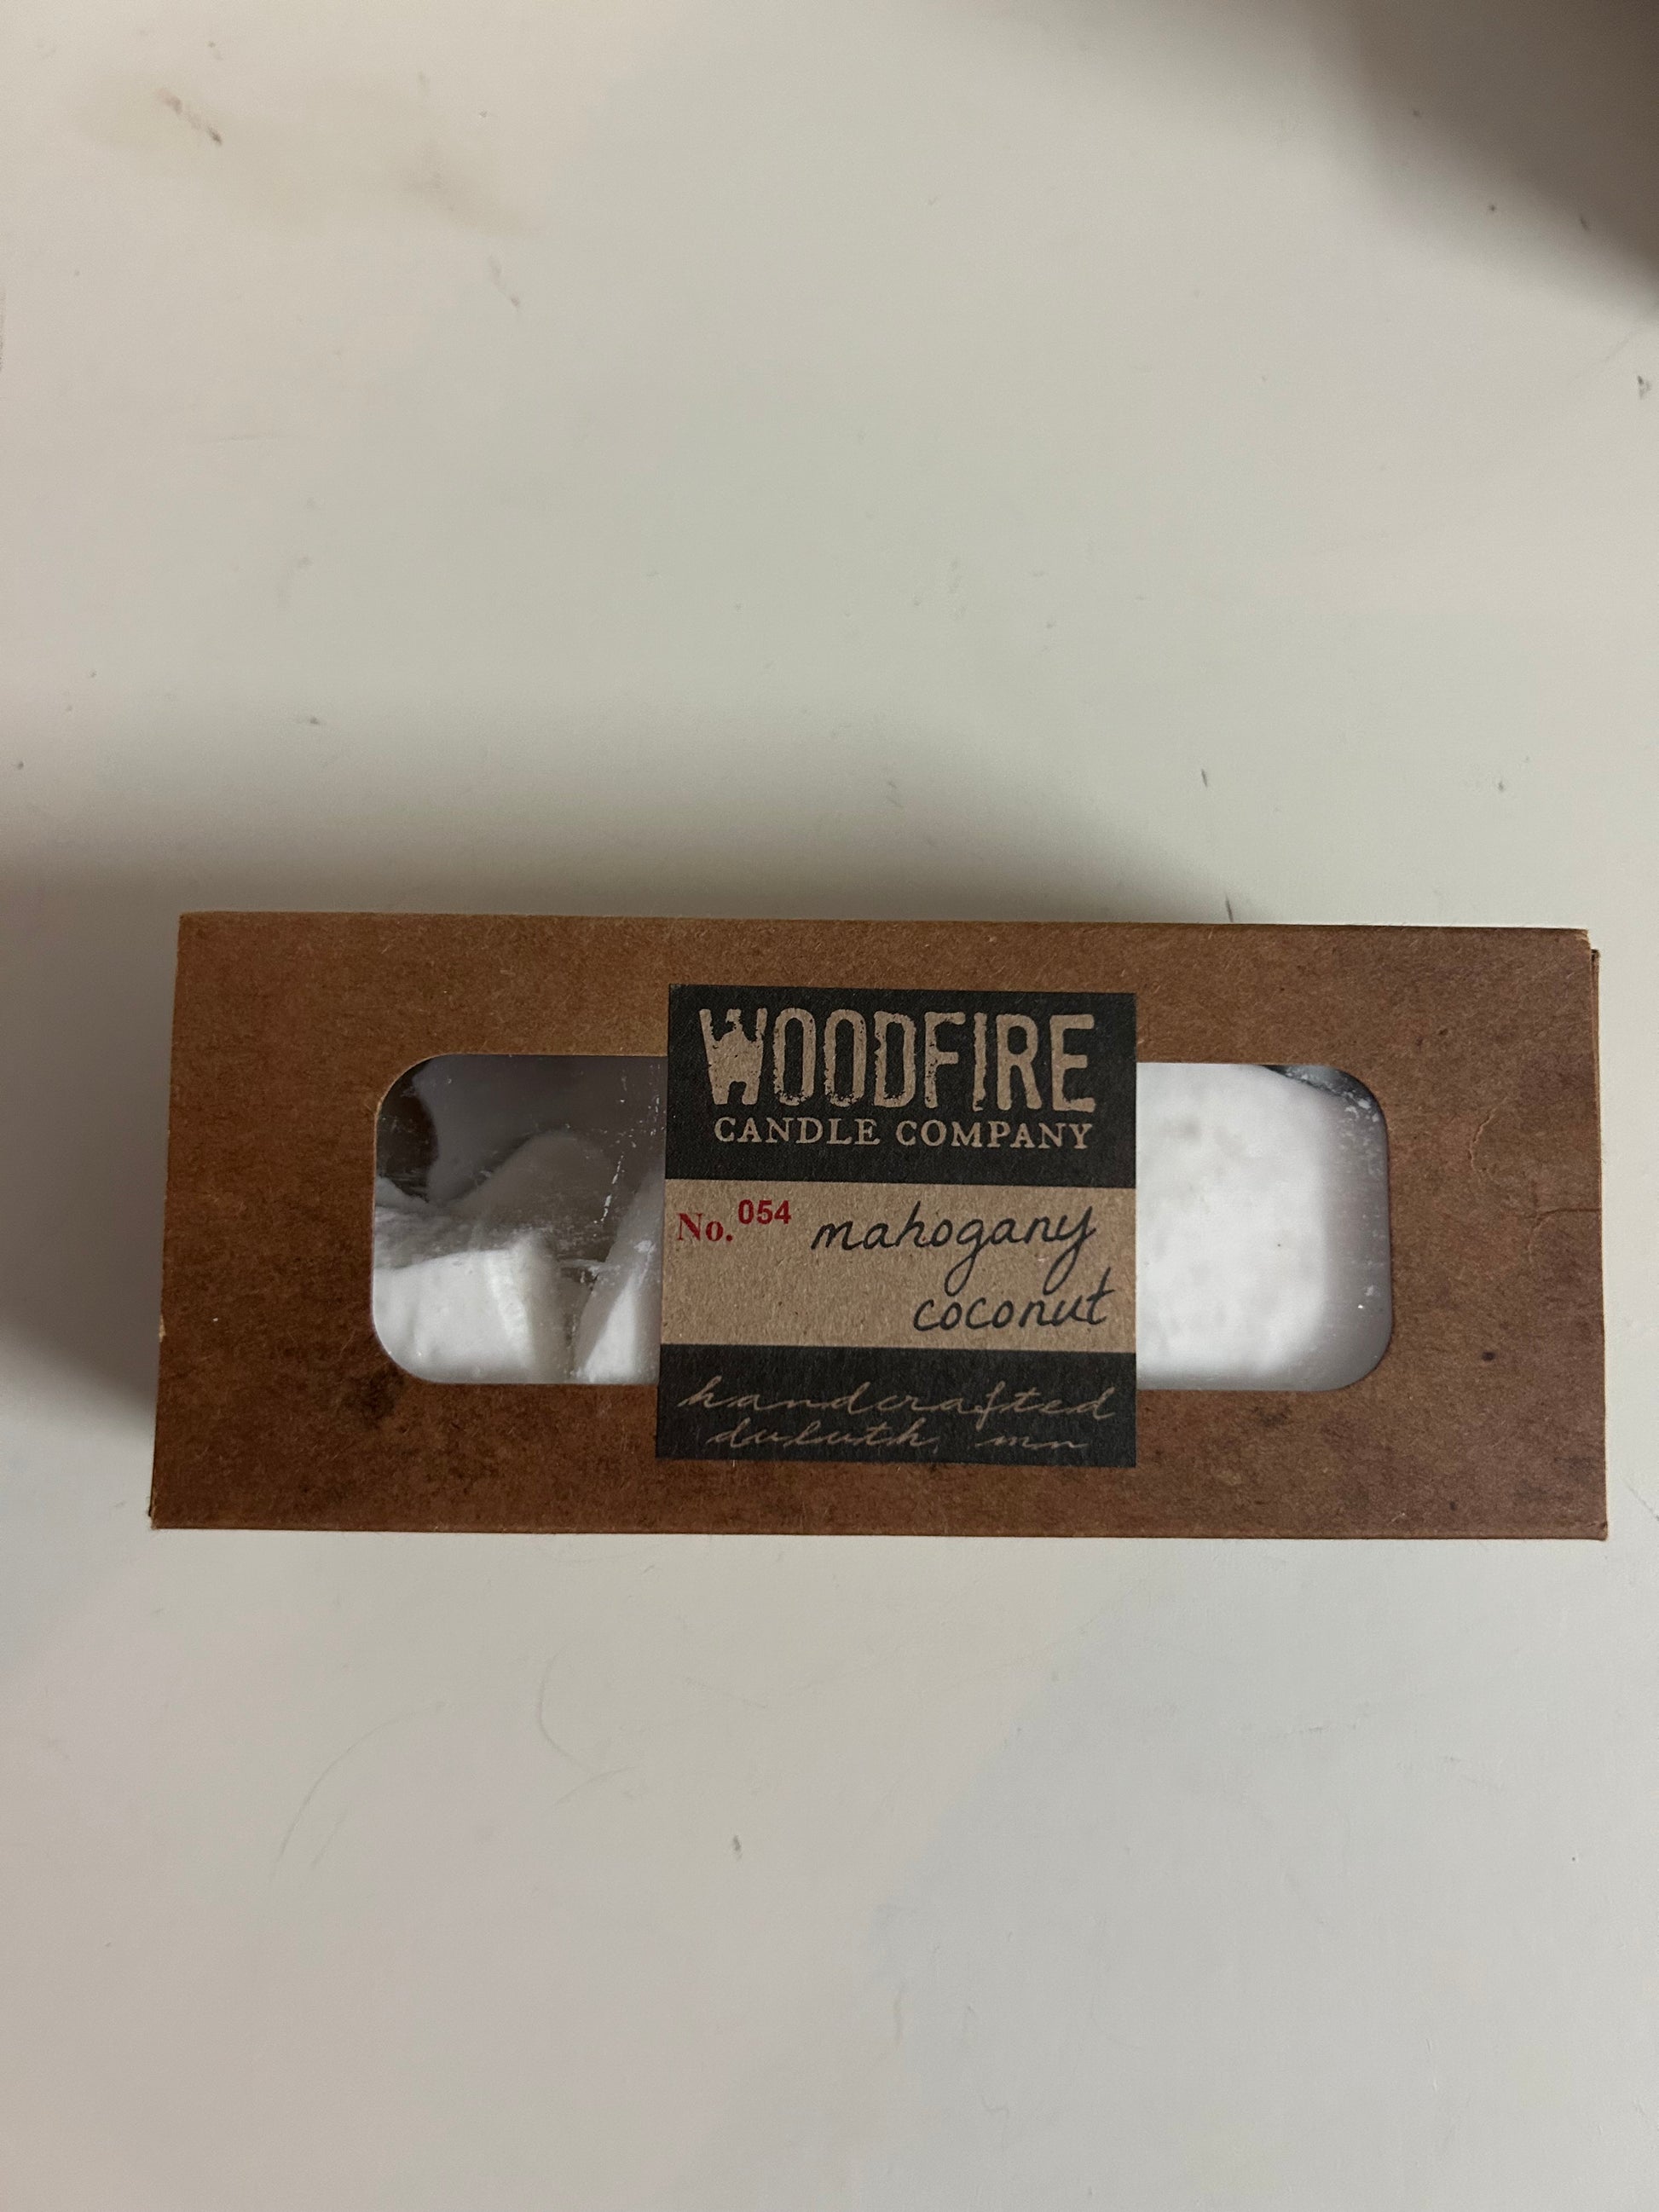 WOODFIRE
CANDLE COMPANY
No. 054 mahogany
coconut
handcrafted
duluth, mn